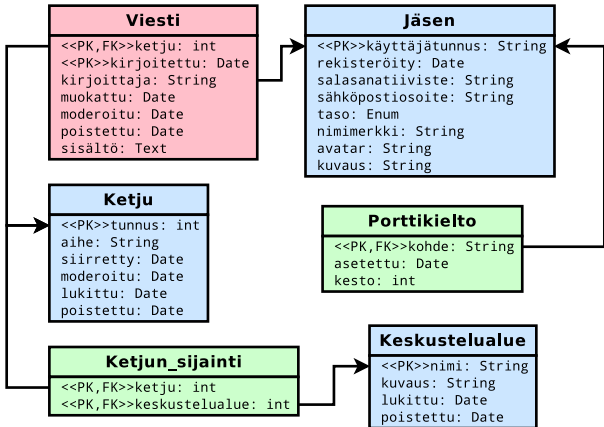 Viesti
<<PK,FK>>ketju: int
<<PK>>kirjoitettu: Date
kirjoittaja: String
muokattu: Date
moderoitu: Date
poistettu: Date
sisältö: Text
Jäsen
<<PK>>käyttäjätunnus: String
rekisteröity: Date
salasanatiiviste: String
sähköpostiosoite: String
taso: Enum
nimimerkki: String
avatar: String
kuvaus: String
Ketju
<<PK>>tunnus: int
aihe: String
siirretty: Date
moderoitu: Date
lukittu: Date
poistettu: Date
Porttikielto
<<PK,FK>>kohde: String
asetettu: Date
kesto: int
Ketjun_sijainti
<<PK,FK>>ketju: int
<<PK,FK>>keskustelualue: int
Keskustelualue
<<PK>>nimi: String
kuvaus: String
lukittu: Date
poistettu: Date